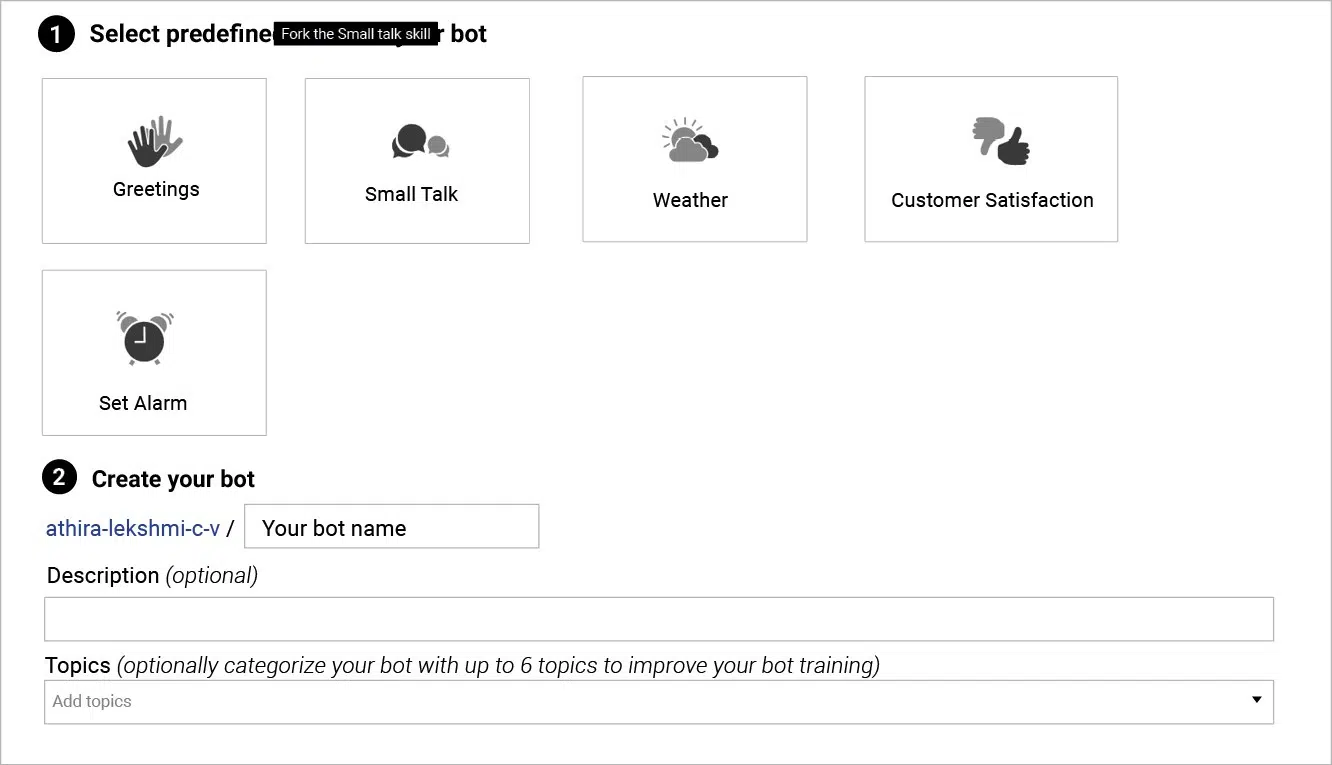 1 Select predefine r bot
Fork the Small talk skill
Greetings
Small Talk
Weather
Customer Satisfaction
Set Alarm
2 Create your bot
athira-lekshmi-c-v / Your bot name
Description (optional)
Topics (optionally categorize your bot with up to 6 topics to improve your bot training)
Add topics